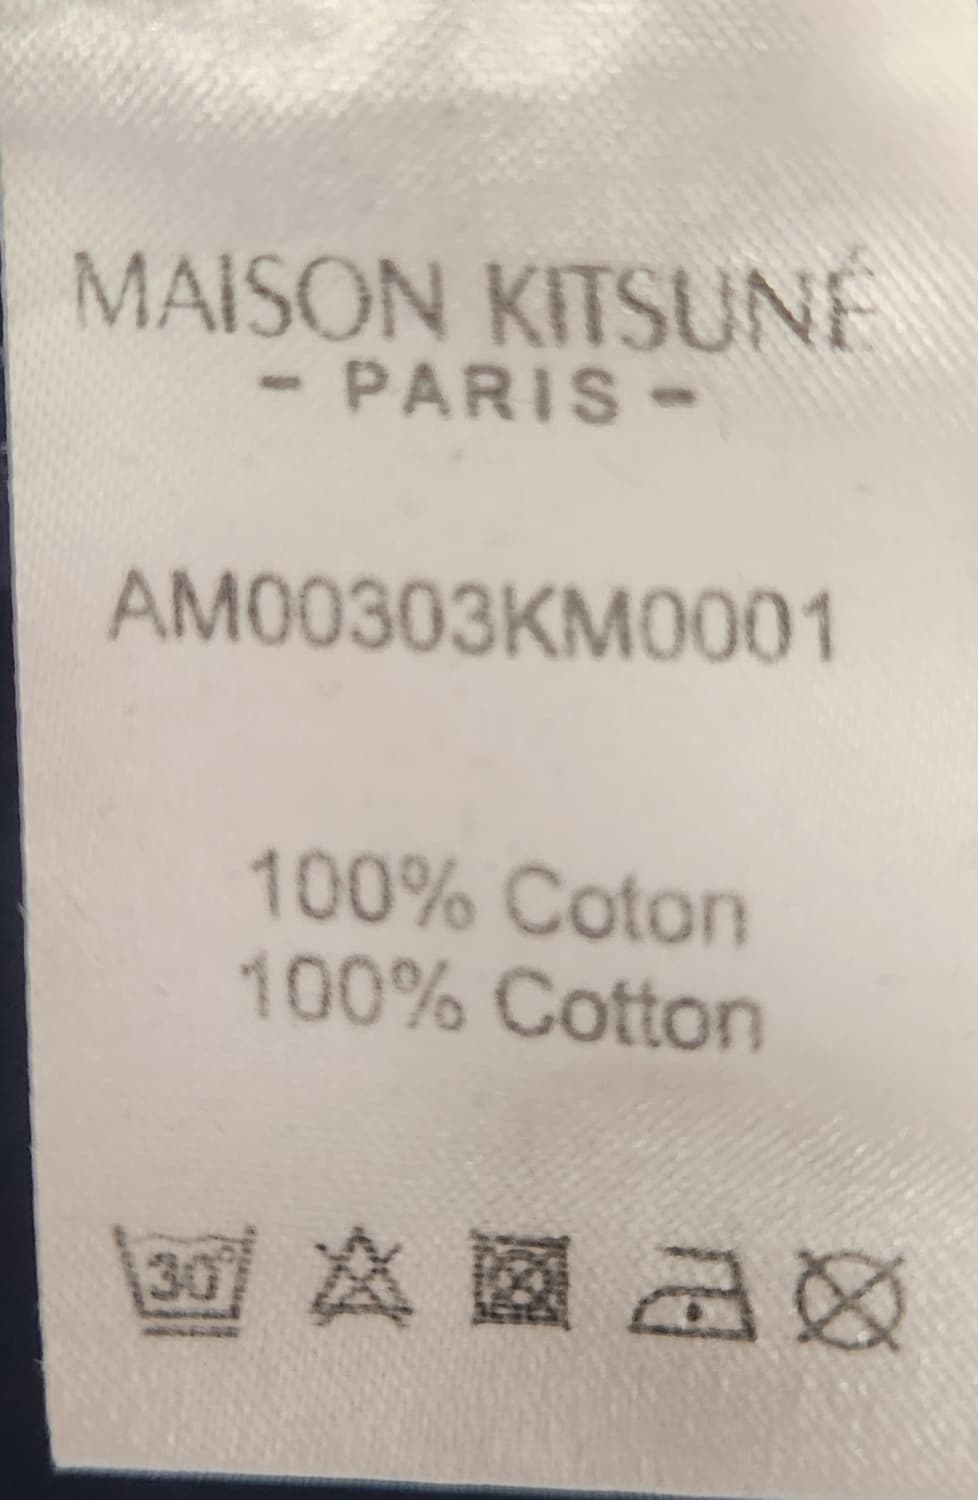 MAISON KITSUNÉ
- PARIS -
AM00303KM0001
100% Coton
100% Cotton
30°